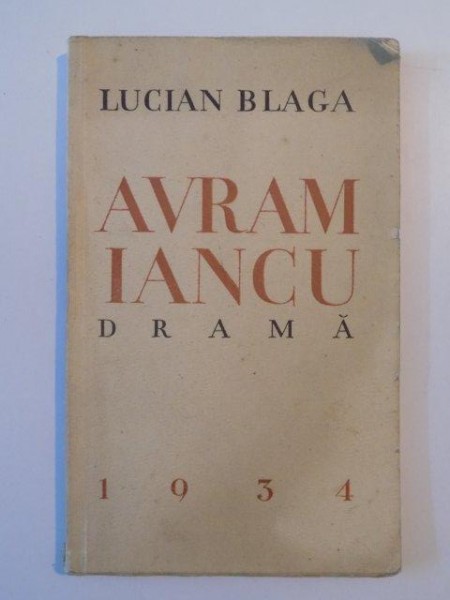 LUCIAN BLAGA
AVRAM
IANCU
DRAMĂ
1934